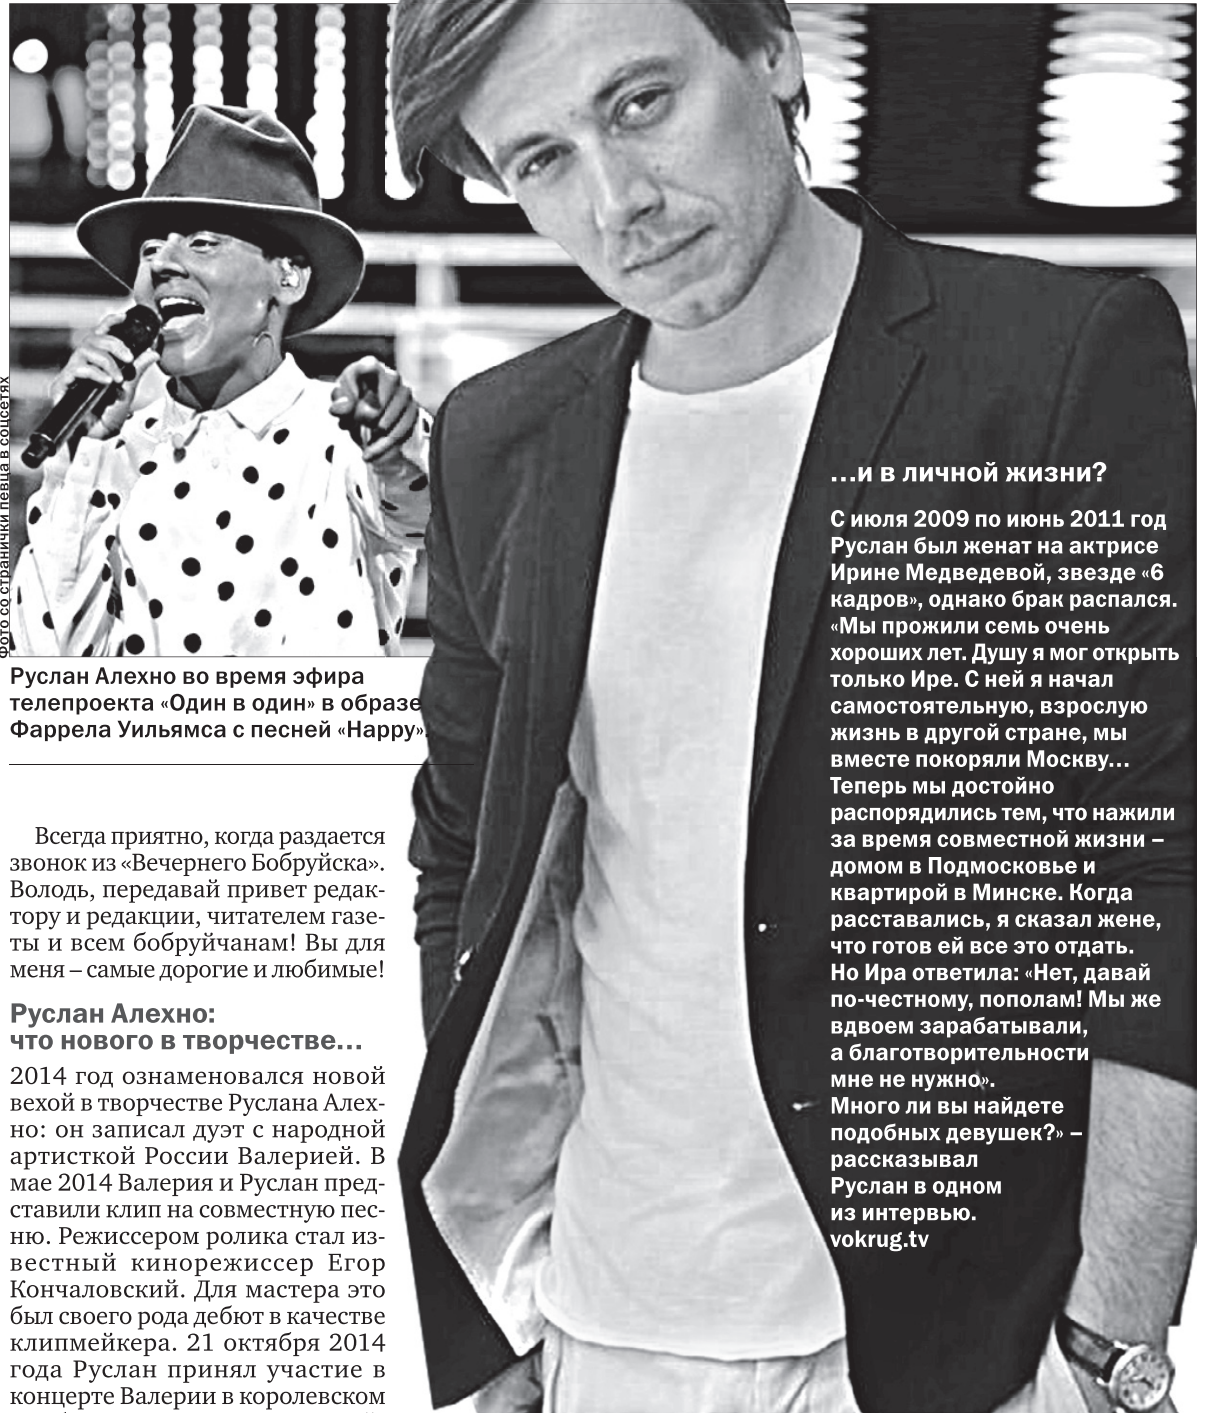 Фото со странички певца в соцсетях
Руслан Алехно во время эфира
телепроекта «Один в один» в образе
Фаррела Уильямса с песней «Happy».
Всегда приятно, когда раздается
звонок из «Вечернего Бобруйска».
Володь, передавай привет редак-
тору и редакции, читателем газе-
ты и всем бобруйчанам! Вы для
меня – самые дорогие и любимые!
Руслан Алехно:
что нового в творчестве…
2014 год ознаменовался новой
вехой в творчестве Руслана Алех-
но: он записал дуэт с народной
артисткой России Валерией. В
мае 2014 Валерия и Руслан пред-
ставили клип на совместную пес-
ню. Режиссером ролика стал из-
вестный кинорежиссер Егор
Кончаловский. Для мастера это
был своего рода дебют в качестве
клипмейкера. 21 октября 2014
года Руслан принял участие в
концерте Валерии в королевском
…и в личной жизни?
С июля 2009 по июнь 2011 год
Руслан был женат на актрисе
Ирине Медведевой, звезде «6
кадров», однако брак распался.
«Мы прожили семь очень
хороших лет. Душу я мог открыть
только Ире. С ней я начал
самостоятельную, взрослую
жизнь в другой стране, мы
вместе покоряли Москву…
Теперь мы достойно
распорядились тем, что нажили
за время совместной жизни –
домом в Подмосковье и
квартирой в Минске. Когда
расставались, я сказал жене,
что готов ей все это отдать.
Но Ира ответила: «Нет, давай
по-честному, пополам! Мы же
вдвоем зарабатывали,
а благотворительности
мне не нужно».
Много ли вы найдете
подобных девушек?» –
рассказывал
Руслан в одном
из интервью.
vokrug.tv